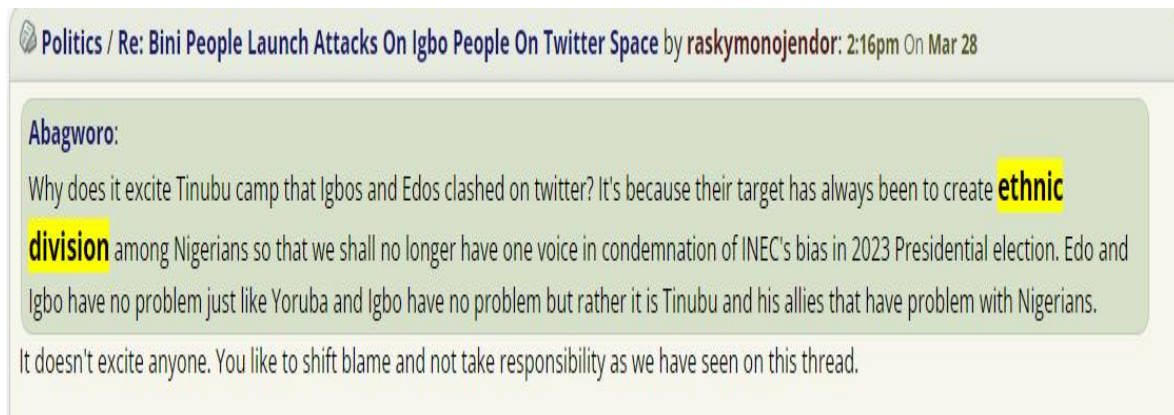 Politics / Re: Bini People Launch Attacks On Igbo People On Twitter Space by raskymonojendor: 2:16pm On Mar 28
Abagworo:
Why does it excite Tinubu camp that Igbos and Edos clashed on twitter? It's because their target has always been to create ethnic
division among Nigerians so that we shall no longer have one voice in condemnation of INEC's bias in 2023 Presidential election. Edo and
Igbo have no problem just like Yoruba and Igbo have no problem but rather it is Tinubu and his allies that have problem with Nigerians.
It doesn't excite anyone. You like to shift blame and not take responsibility as we have seen on this thread.